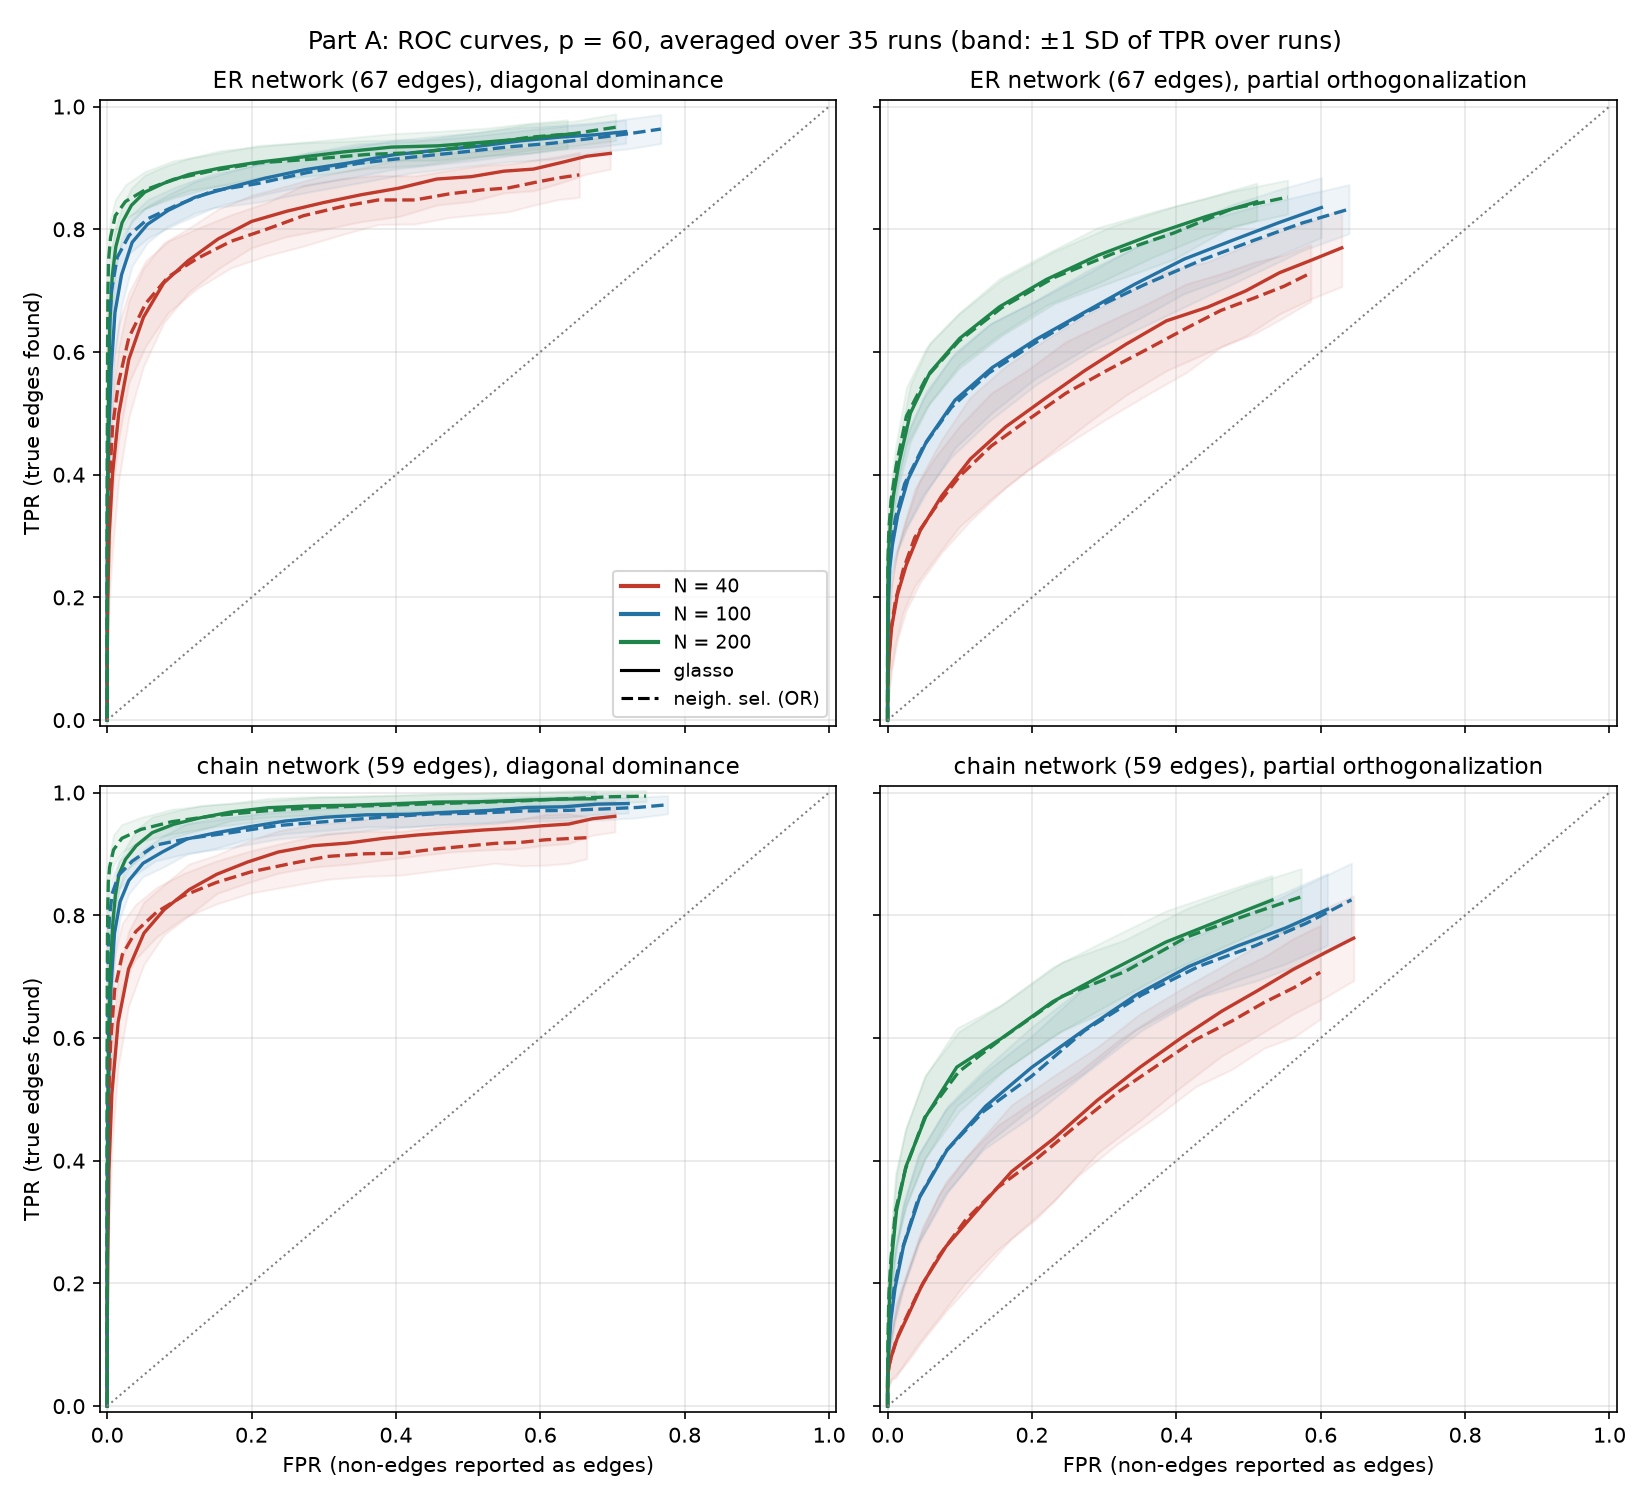 Part A: ROC curves, p = 60, averaged over 35 runs (band: ±1 SD of TPR over runs)
ER network (67 edges), diagonal dominance
ER network (67 edges), partial orthogonalization
1.0
0.8
0.6
0.4
0.2
0.0
TPR (true edges found)
N = 40
N = 100
N = 200
glasso
neigh. sel. (OR)
chain network (59 edges), diagonal dominance
chain network (59 edges), partial orthogonalization
1.0
0.8
0.6
0.4
0.2
0.0
TPR (true edges found)
0.0 0.2 0.4 0.6 0.8 1.0
0.0 0.2 0.4 0.6 0.8 1.0
FPR (non-edges reported as edges)
FPR (non-edges reported as edges)